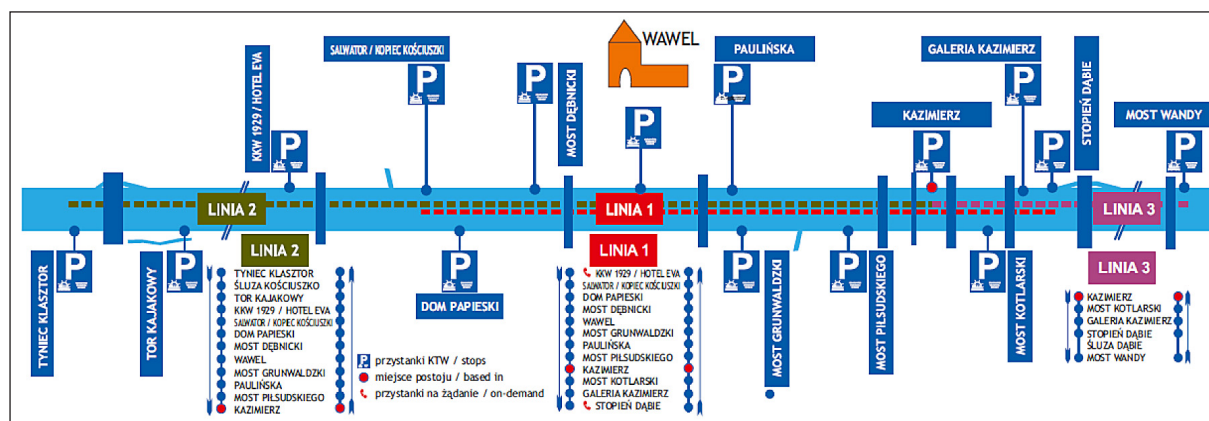 SALWATOR / KOPIEC KOŚCIUSZKI
WAWEL
PAULIŃSKA
GALERIA KAZIMIERZ
KKW 1929 / HOTEL EVA
MOST DĘBNICKI
STOPIEŃ DĄBIE
KAZIMIERZ
MOST WANDY
P
P
P
P
P
P
P
P
P
LINIA 2
LINIA 1
LINIA 3
TYNIEC KLASZTOR
P
TOR KAJAKOWY
P
P
DOM PAPIESKI
P
MOST GRUNWALDZKI
P
MOST PIŁSUDSKIEGO
P
MOST KOTLARSKI
LINIA 2
TYNIEC KLASZTOR
ŚLUZA KOŚCIUSZKO
TOR KAJAKOWY
KKW 1929 / HOTEL EVA
SALWATOR / KOPIEC KOŚCIUSZKI
DOM PAPIESKI
MOST DĘBNICKI
WAWEL
MOST GRUNWALDZKI
PAULIŃSKA
MOST PIŁSUDSKIEGO
KAZIMIERZ
P przystanki KTW / stops
miejsce postoju / based in
przystanki na żądanie / on-demand
LINIA 1
KKW 1929 / HOTEL EVA
SALWATOR / KOPIEC KOŚCIUSZKI
DOM PAPIESKI
MOST DĘBNICKI
WAWEL
MOST GRUNWALDZKI
PAULIŃSKA
MOST PIŁSUDSKIEGO
KAZIMIERZ
MOST KOTLARSKI
GALERIA KAZIMIERZ
STOPIEŃ DĄBIE
LINIA 3
KAZIMIERZ
MOST KOTLARSKI
GALERIA KAZIMIERZ
STOPIEŃ DĄBIE
ŚLUZA DĄBIE
MOST WANDY